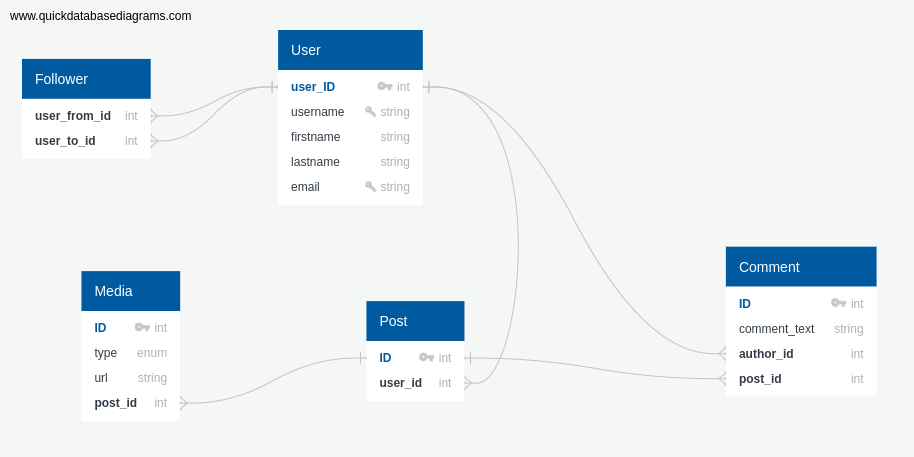 www.quickdatabasediagrams.com
Follower
user_from_id int
user_to_id int
User
user_ID int
username string
firstname string
lastname string
email string
Media
ID int
type enum
url string
post_id int
Post
ID int
user_id int
Comment
ID int
comment_text string
author_id int
post_id int